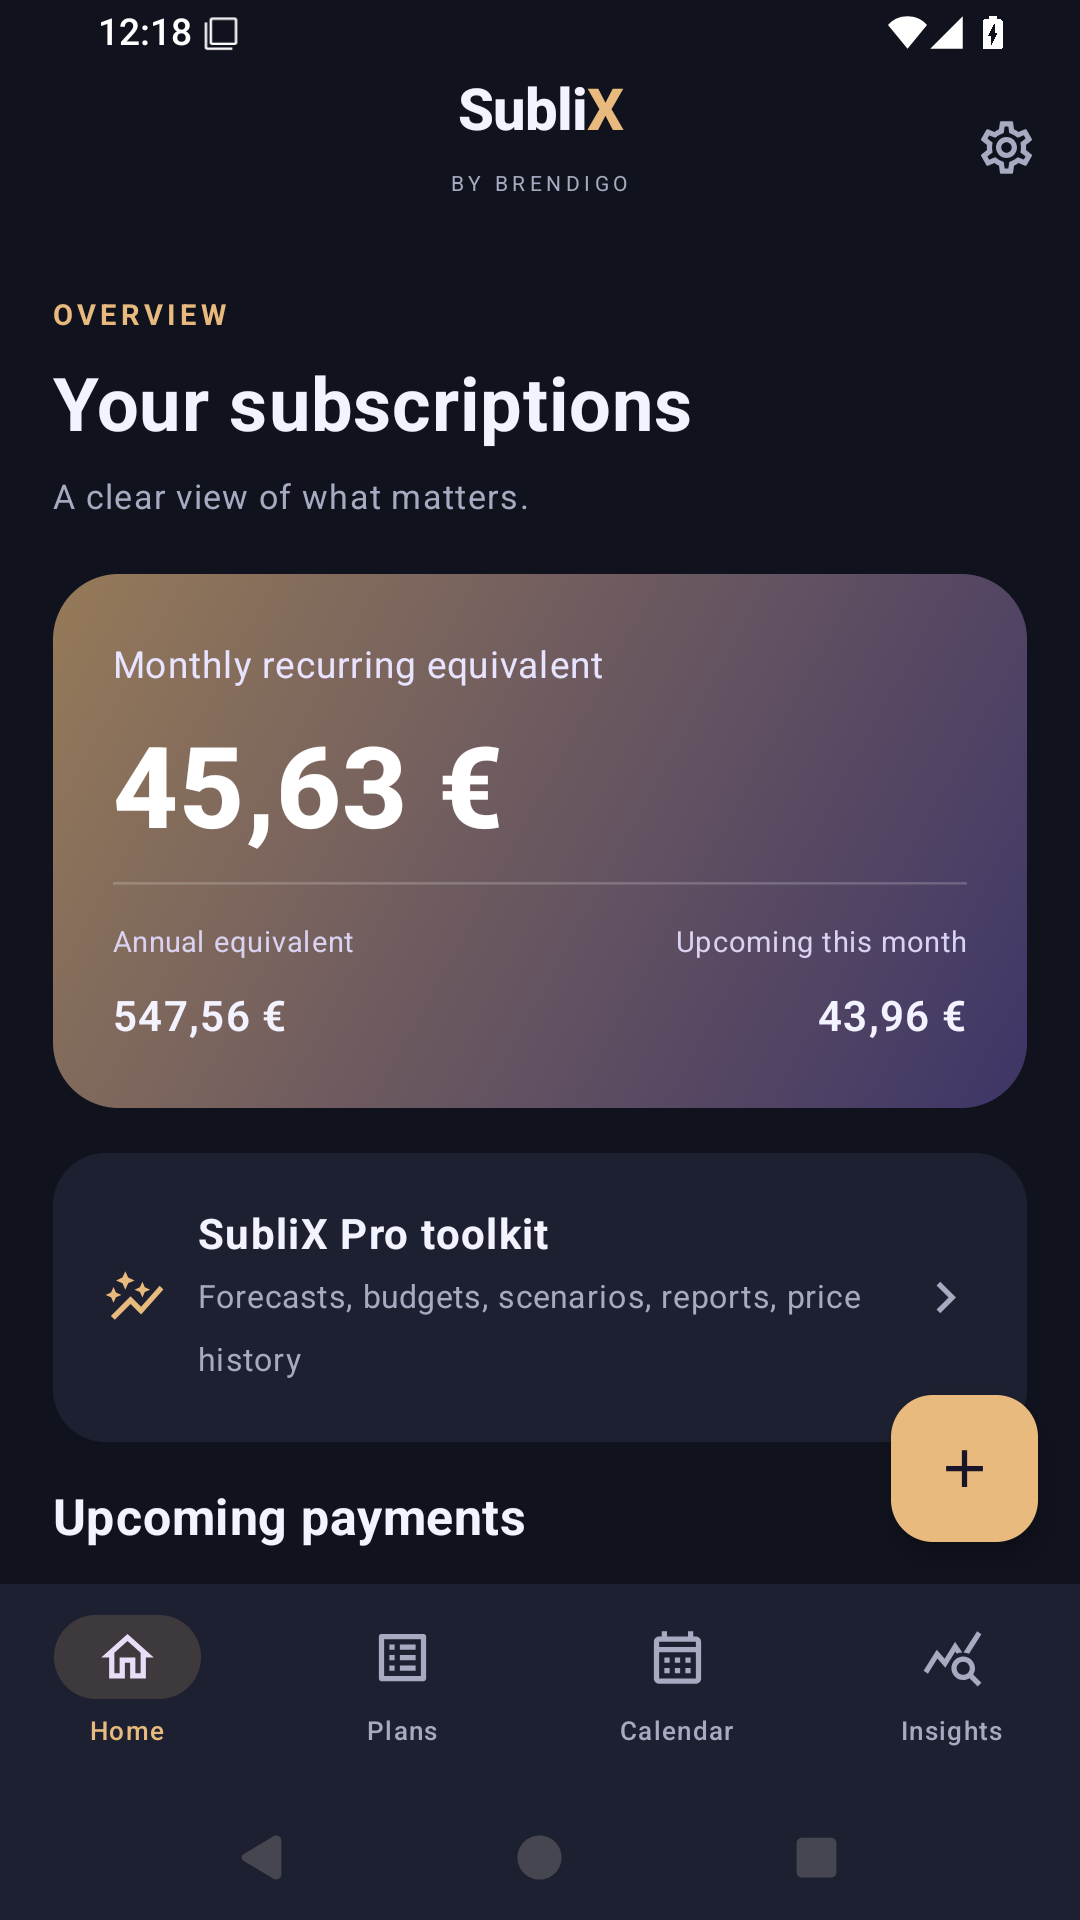 12:18
SubliX
BY BRENDIGO
OVERVIEW
Your subscriptions
A clear view of what matters.
Monthly recurring equivalent
45,63 €
Annual equivalent
Upcoming this month
547,56 €
43,96 €
SubliX Pro toolkit
Forecasts, budgets, scenarios, reports, price
history
Upcoming payments
Home
Plans
Calendar
Insights